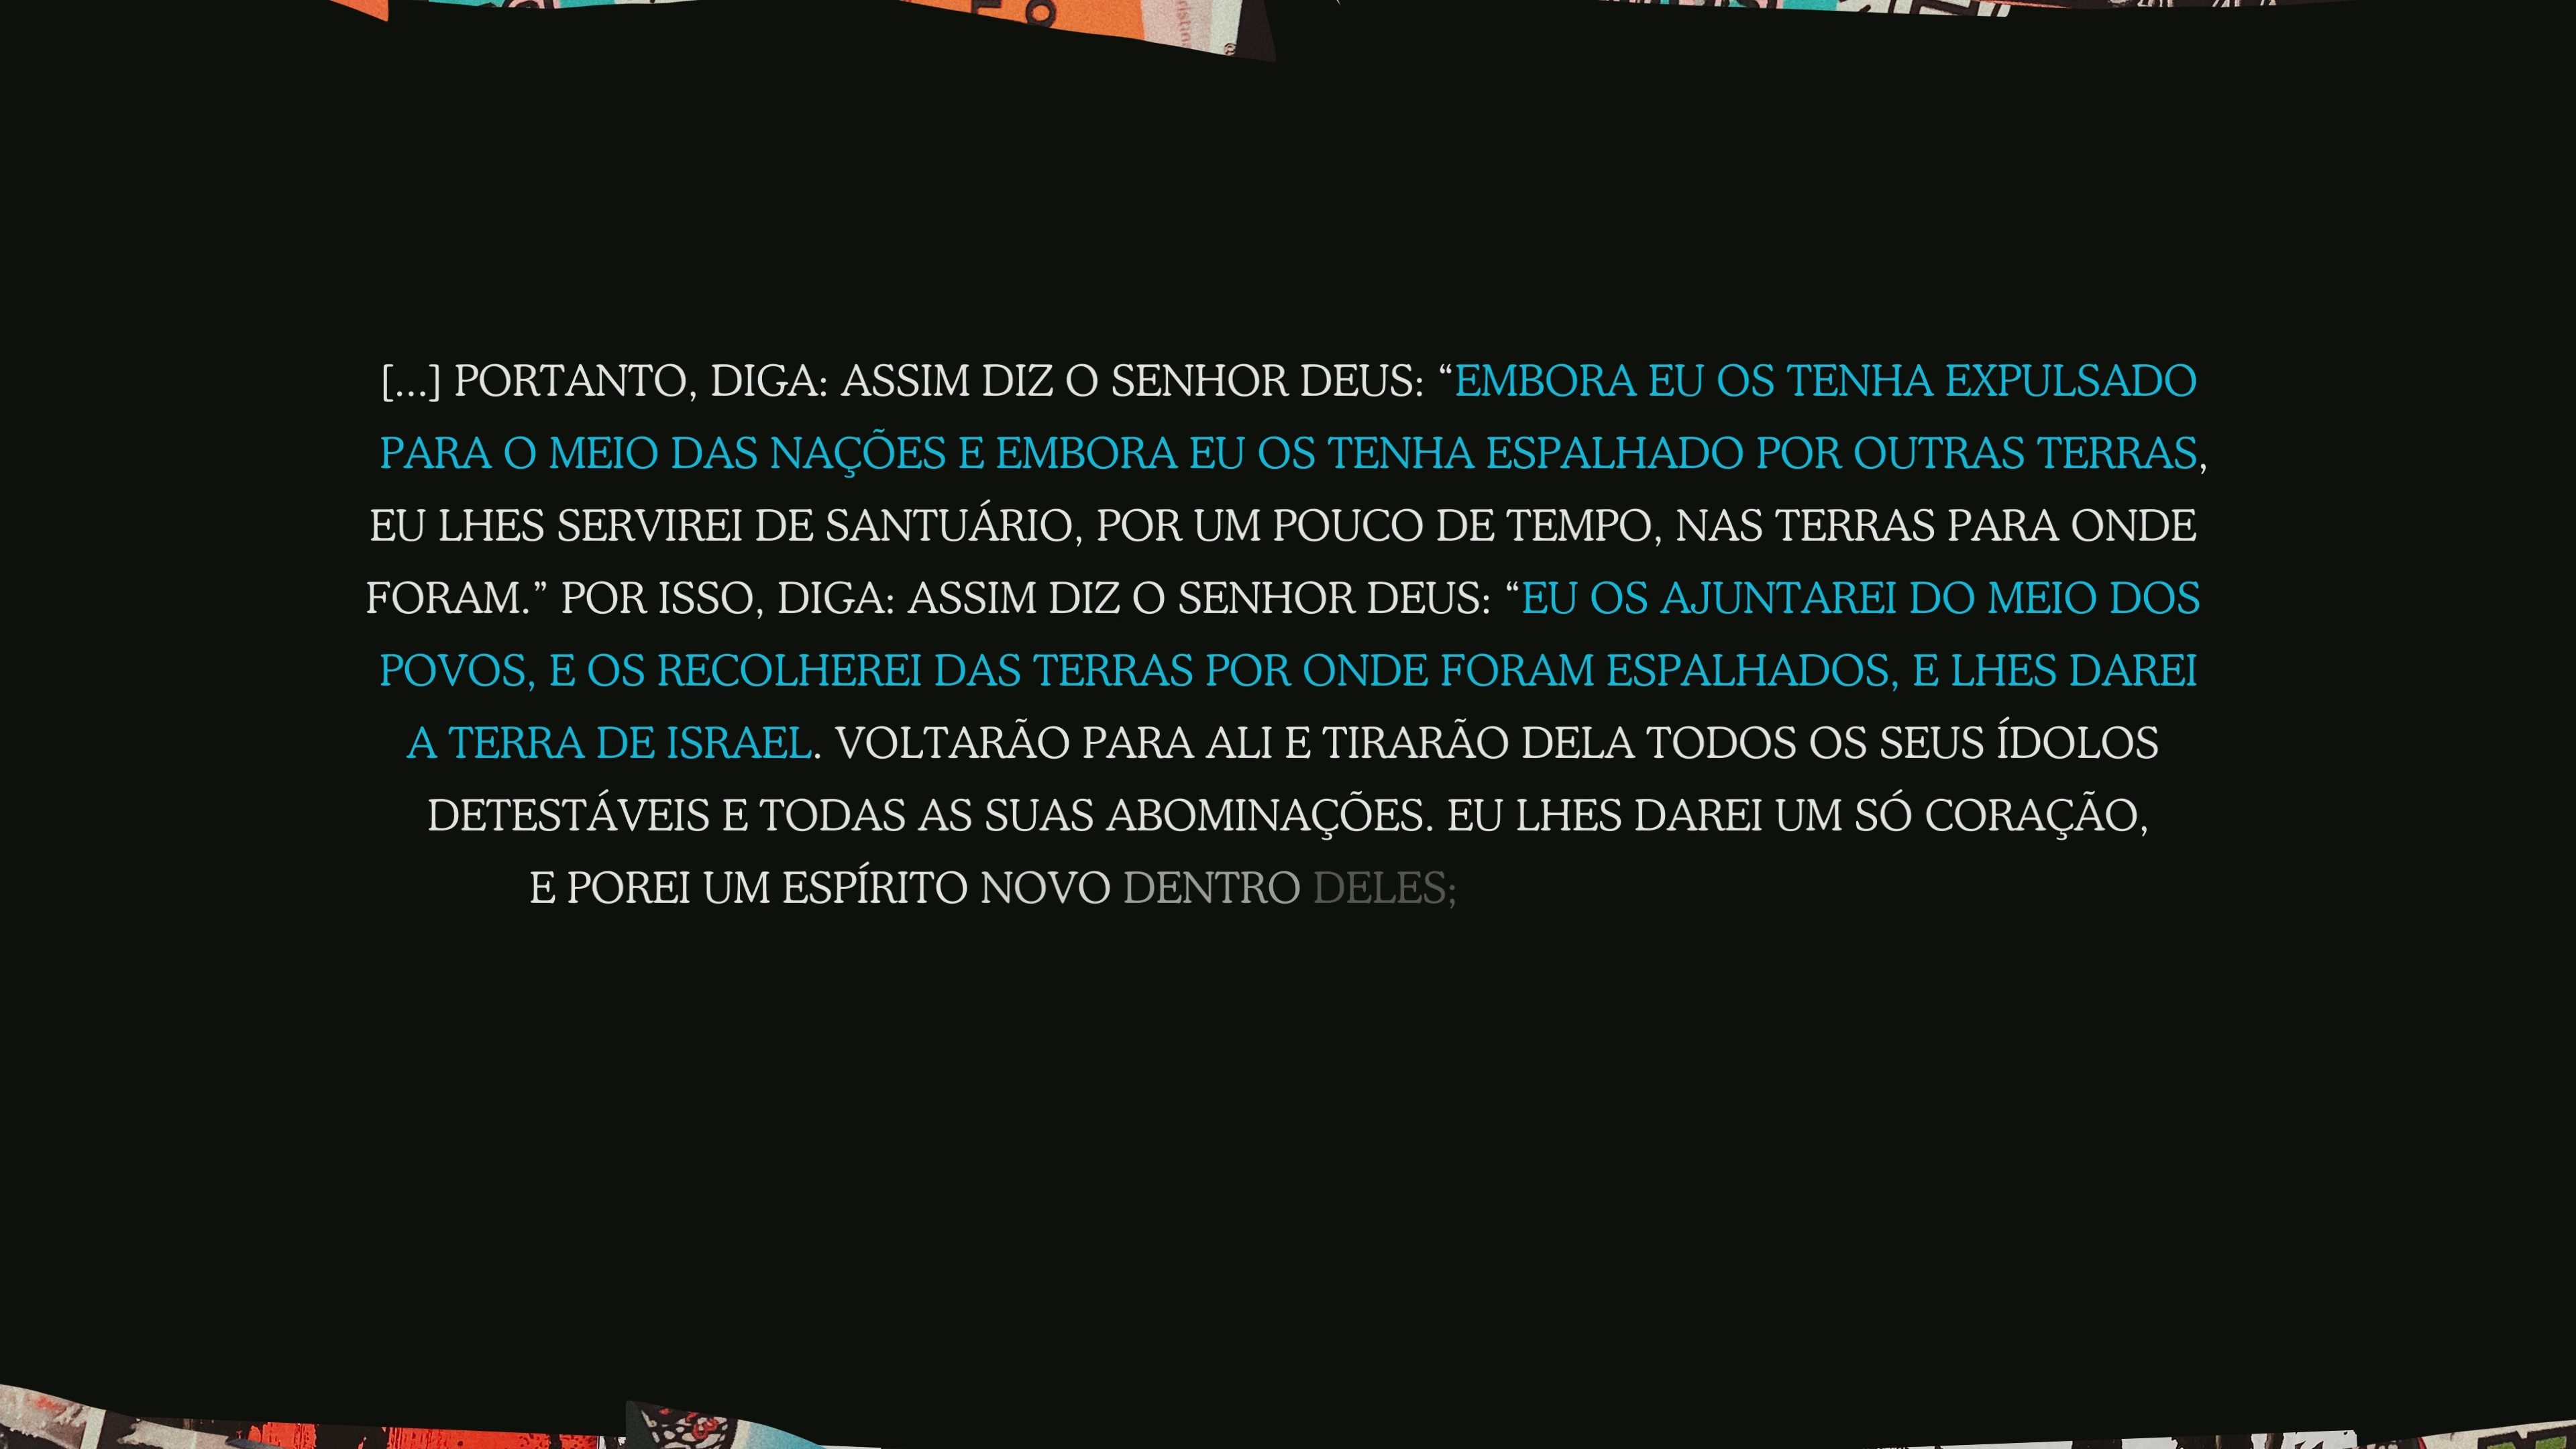 [...] PORTANTO, DIGA: ASSIM DIZ O SENHOR DEUS: “EMBORA EU OS TENHA EXPULSADO
PARA O MEIO DAS NAÇÕES E EMBORA EU OS TENHA ESPALHADO POR OUTRAS TERRAS,
EU LHES SERVIREI DE SANTUÁRIO, POR UM POUCO DE TEMPO, NAS TERRAS PARA ONDE
FORAM.” POR ISSO, DIGA: ASSIM DIZ O SENHOR DEUS: “EU OS AJUNTAREI DO MEIO DOS
POVOS, E OS RECOLHEREI DAS TERRAS POR ONDE FORAM ESPALHADOS, E LHES DAREI
A TERRA DE ISRAEL. VOLTARÃO PARA ALI E TIRARÃO DELA TODOS OS SEUS ÍDOLOS
DETESTÁVEIS E TODAS AS SUAS ABOMINAÇÕES. EU LHES DAREI UM SÓ CORAÇÃO,
E POREI UM ESPÍRITO NOVO DENTRO DELES;